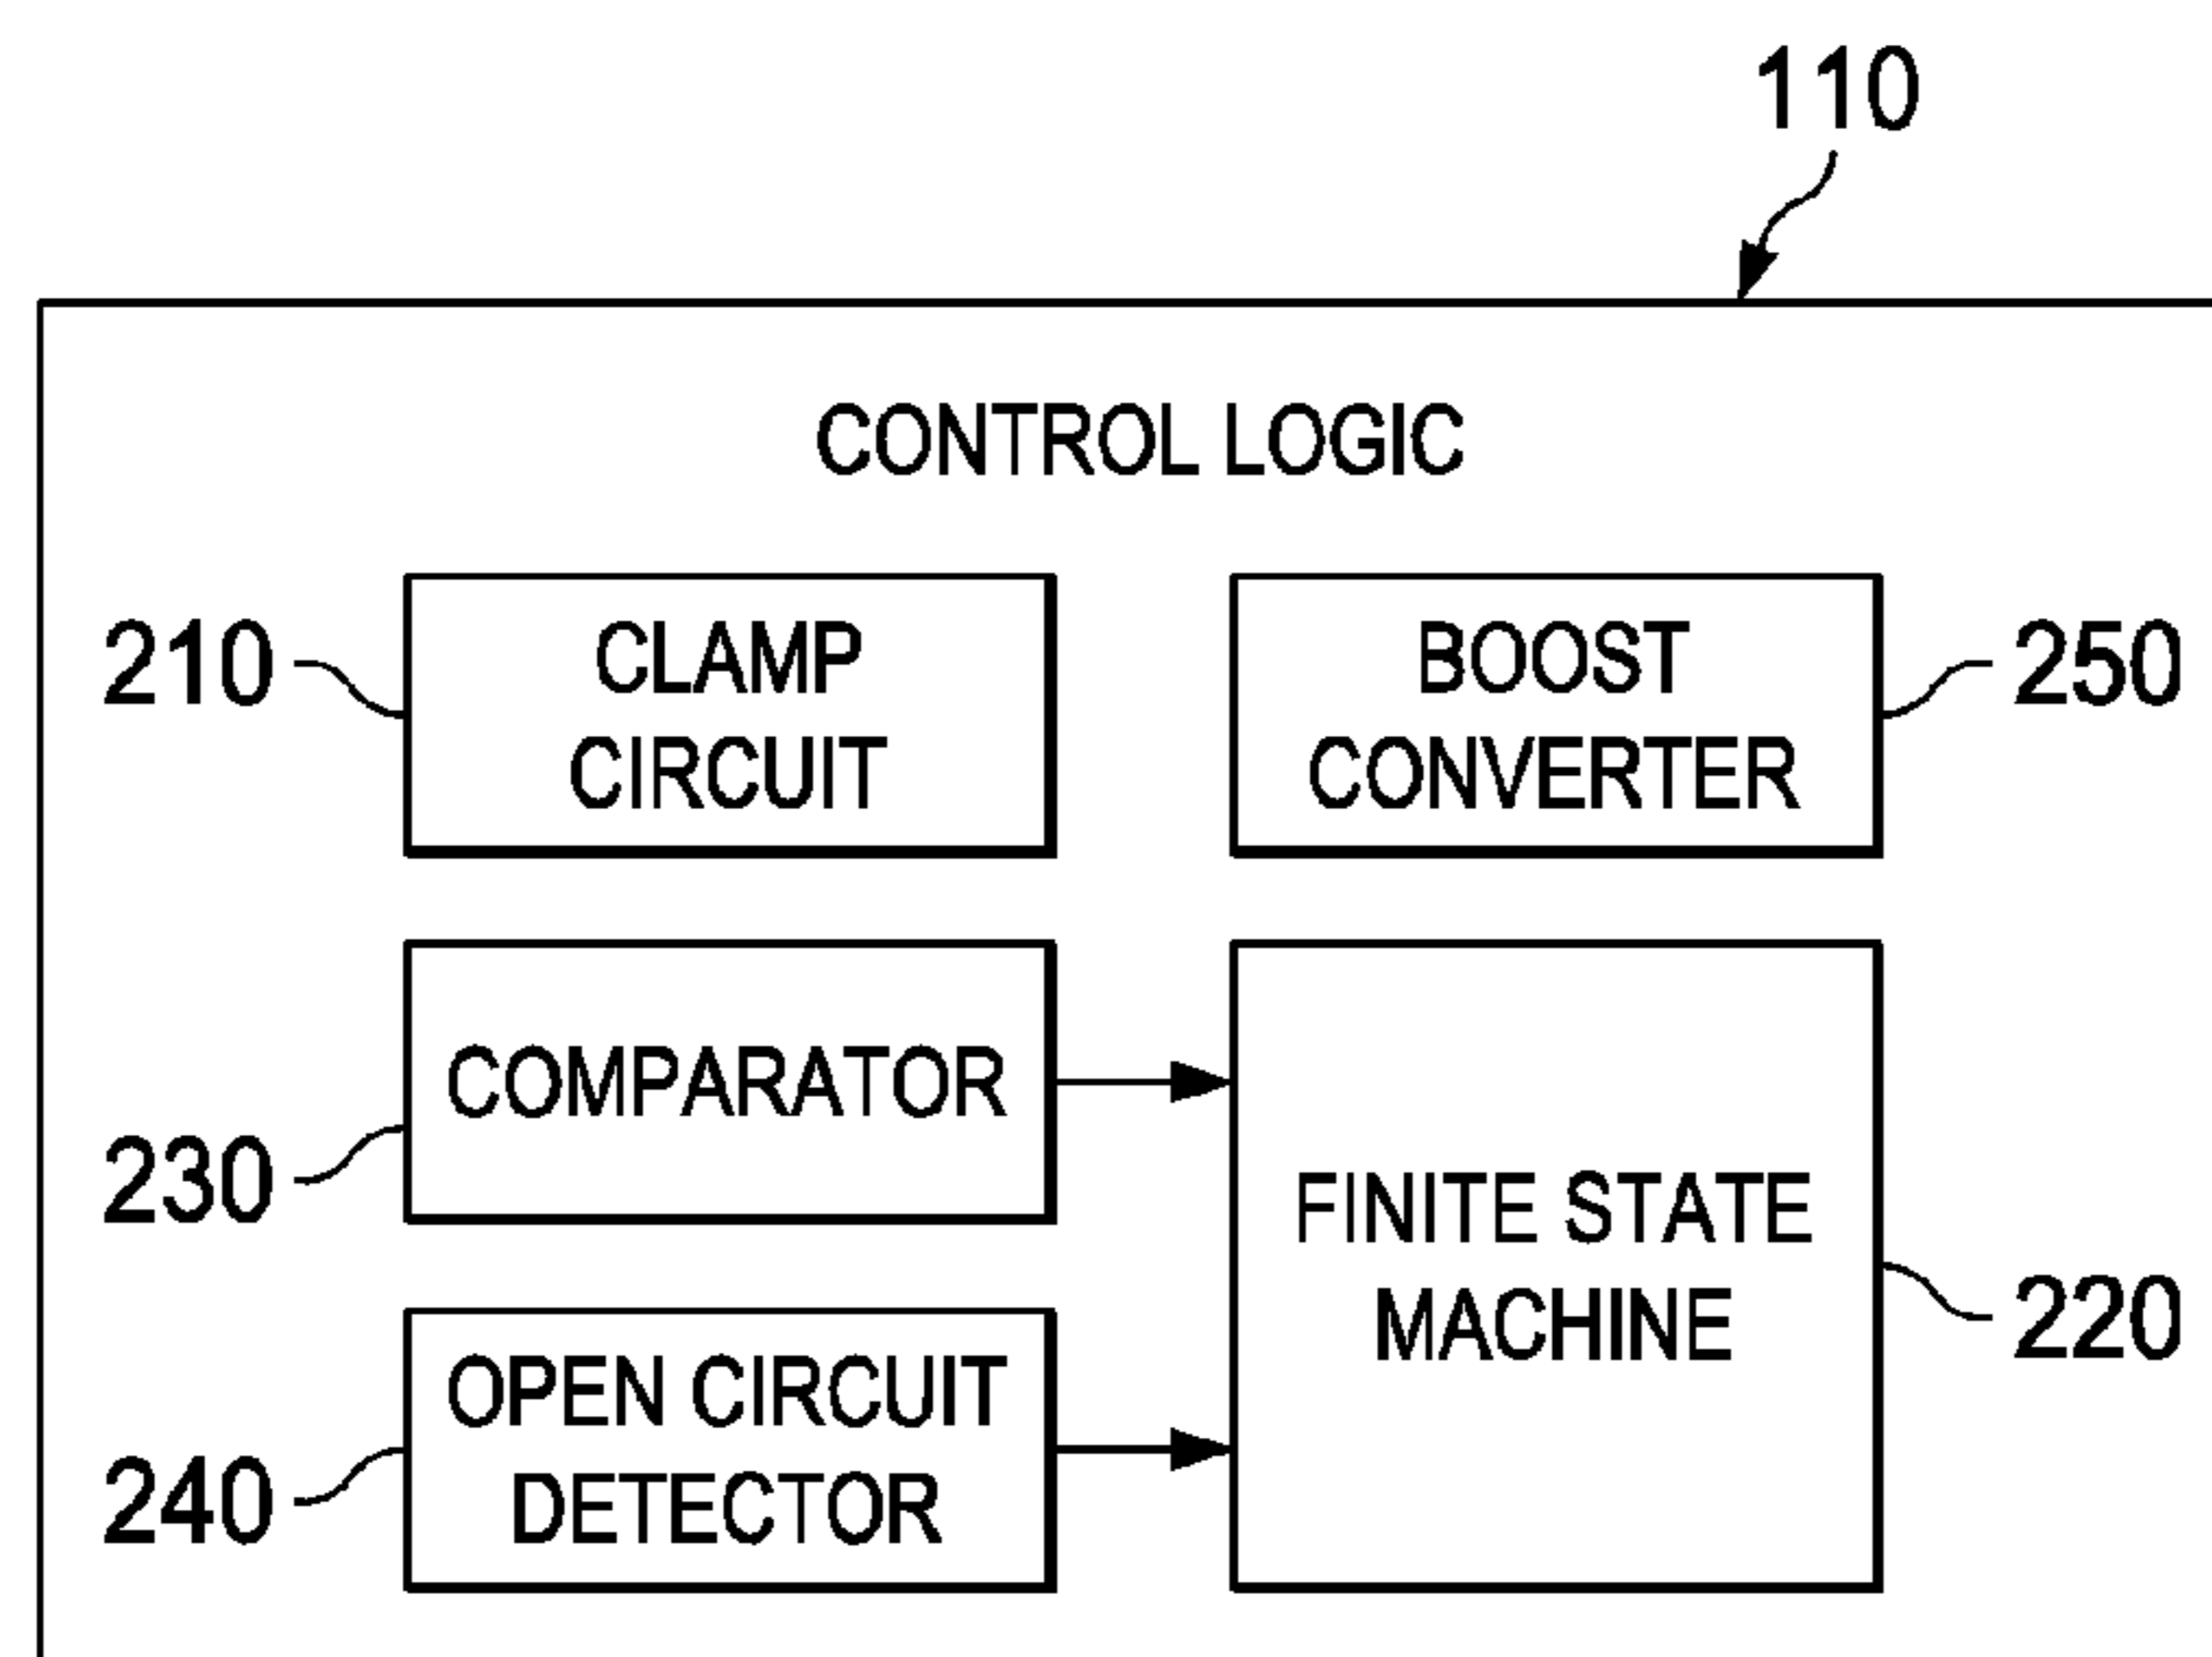 110
CONTROL LOGIC
210
CLAMP
CIRCUIT
BOOST
CONVERTER
250
COMPARATOR
230
FINITE STATE
MACHINE
220
OPEN CIRCUIT
DETECTOR
240